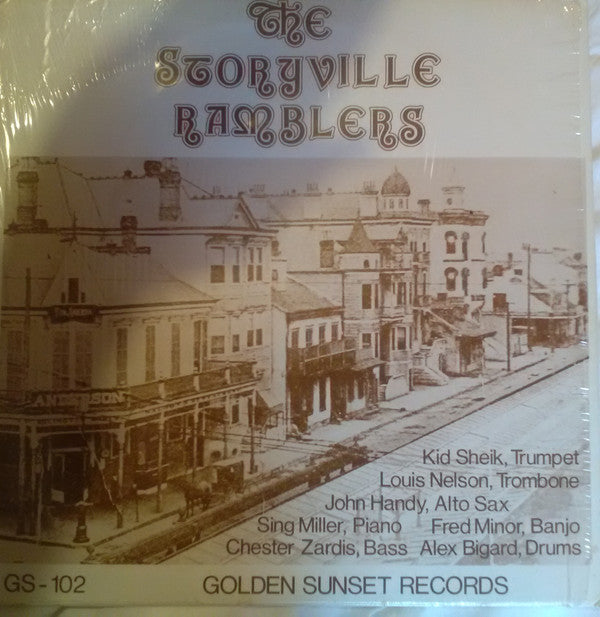 The
Storyville
Ramblers
ANDERSON
Kid Sheik, Trumpet
Louis Nelson, Trombone
John Handy, Alto Sax
Sing Miller, Piano Fred Minor, Banjo
Chester Zardis, Bass Alex Bigard, Drums
GS-102 GOLDEN SUNSET RECORDS